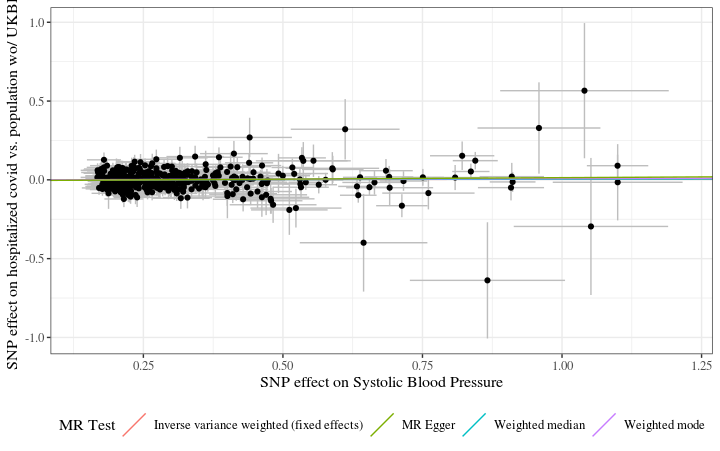 SNP effect on hospitalized covid vs. population wo/
1.0
0.5
0.0
-0.5
-1.0
0.25
0.50
0.75
1.00
1.25
SNP effect on Systolic Blood Pressure
MR Test
Inverse variance weighted (fixed effects)
MR Egger
Weighted median
Weighted mode